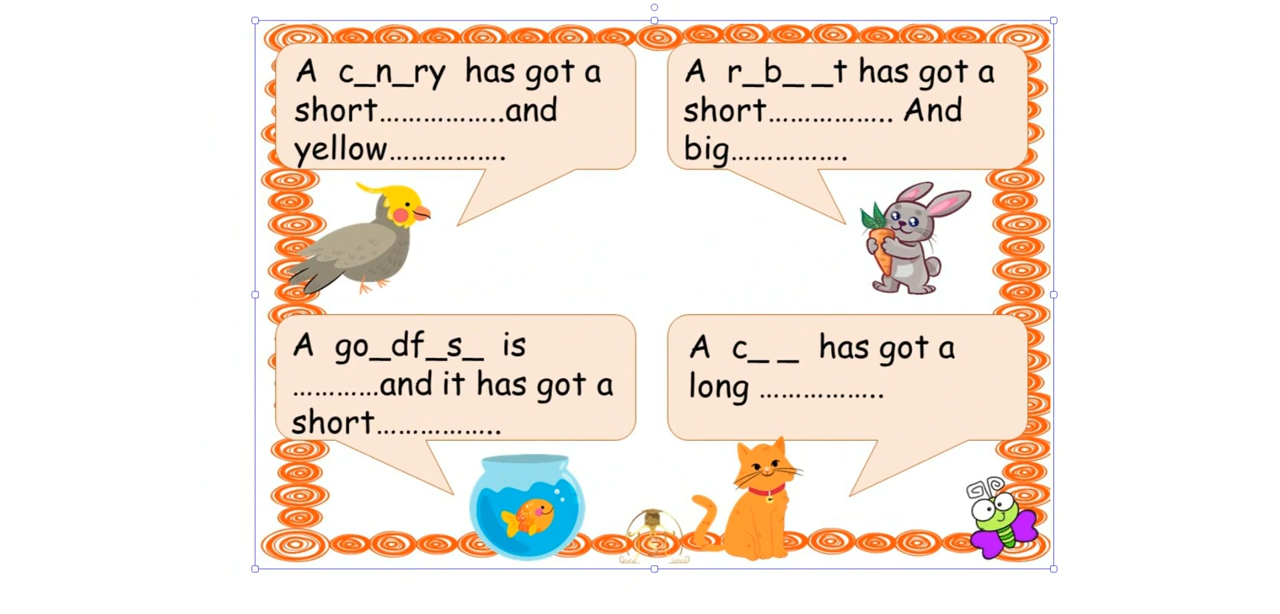 A c_n_ry has got a
short……………..and
yellow…………….
A r_b_ _t has got a
short…………….. And
big…………….
A go_df_s_ is
…………and it has got a
short……………..
A c_ _ has got a
long ……………..